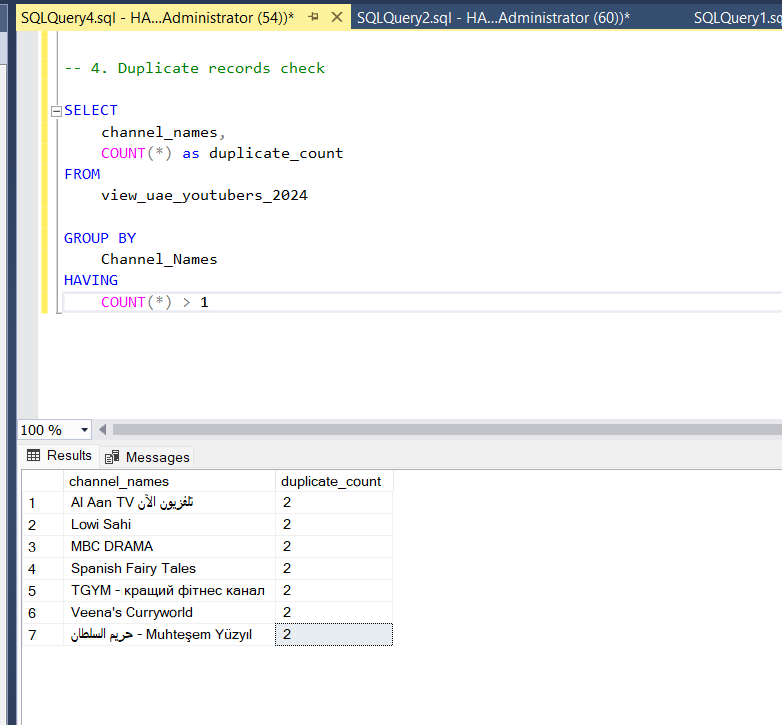 SQLQuery4.sql - HA...Administrator (54))* SQLQuery2.sql - HA...Administrator (60))* SQLQuery1.sq
-- 4. Duplicate records check
SELECT
channel_names,
COUNT(*) as duplicate_count
FROM
view_uae_youtubers_2024
GROUP BY
Channel_Names
HAVING
COUNT(*) > 1
100 %
Results Messages
channel_names duplicate_count
1 Al Aan TV تلفزيون الآن 2
2 Lowi Sahi 2
3 MBC DRAMA 2
4 Spanish Fairy Tales 2
5 TGYM - кращий фітнес канал 2
6 Veena's Curryworld 2
7 حريم السلطان - Muhteşem Yüzyıl 2